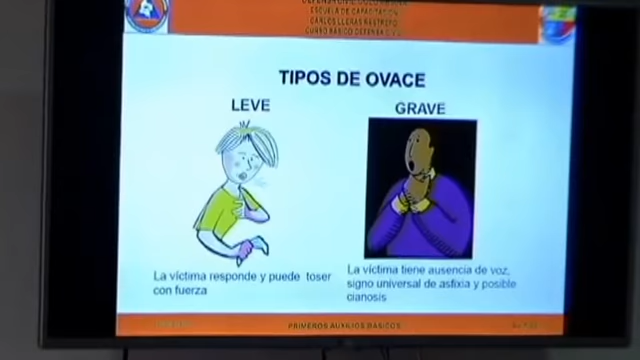 ESCUELA DE CAPACITACIÓN
CARLOS LLERAS RESTREPO
CURSO BÁSICO DEFENSA CIVIL
TIPOS DE OVACE
LEVE
GRAVE
La víctima responde y puede toser
con fuerza
La víctima tiene ausencia de voz,
signo universal de asfixia y posible
cianosis
PRIMEROS AUXILIOS BÁSICOS